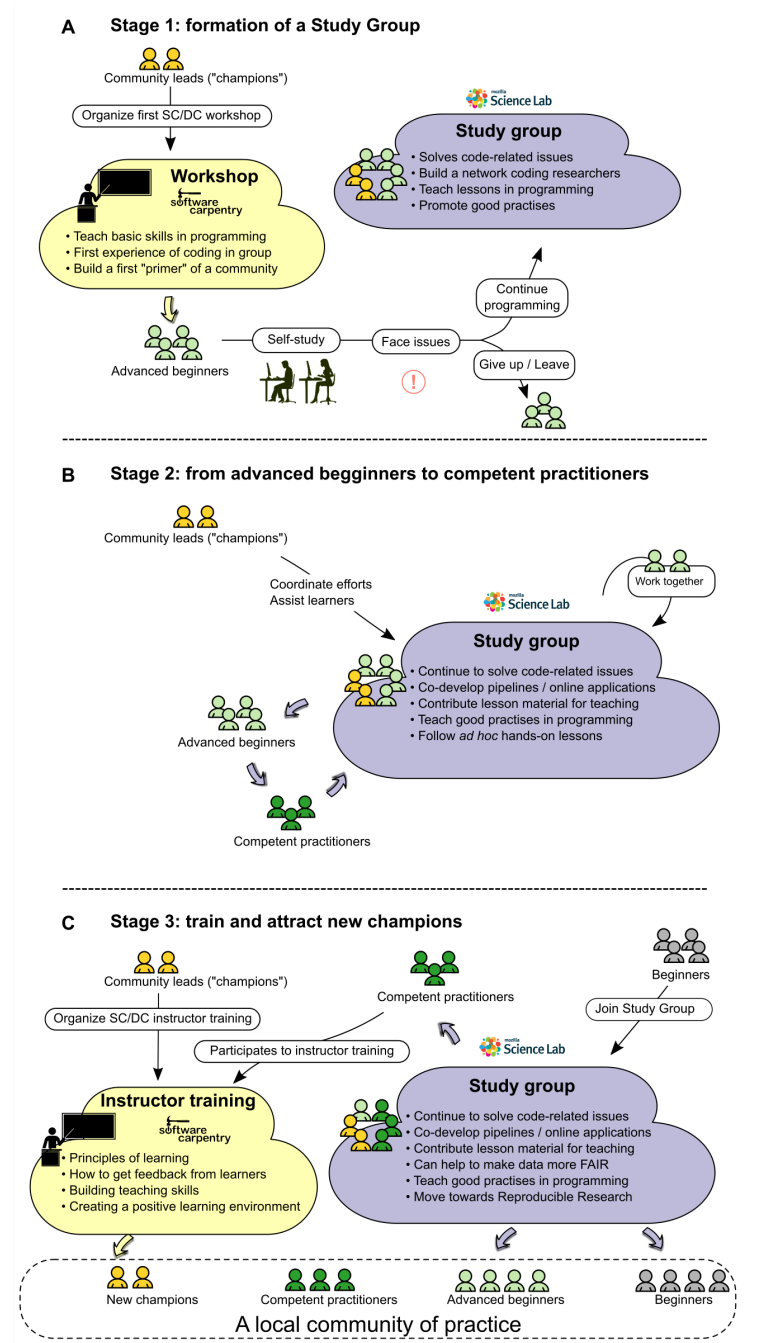 A Stage 1: formation of a Study Group
Community leads ("champions")
Organize first SC/DC workshop
Workshop
software
carpentry
• Teach basic skills in programming
• First experience of coding in group
• Build a first "primer" of a community
mozilla
Science Lab
Study group
• Solves code-related issues
• Build a network coding researchers
• Teach lessons in programming
• Promote good practises
Advanced beginners
Self-study
Face issues
!
Continue
programming
Give up / Leave
B Stage 2: from advanced begginners to competent practitioners
Community leads ("champions")
Coordinate efforts
Assist learners
Work together
mozilla
Science Lab
Study group
• Continue to solve code-related issues
• Co-develop pipelines / online applications
• Contribute lesson material for teaching
• Teach good practises in programming
• Follow ad hoc hands-on lessons
Advanced beginners
Competent practitioners
C Stage 3: train and attract new champions
Community leads ("champions")
Organize SC/DC instructor training
Competent practitioners
Participates to instructor training
Beginners
Join Study Group
Instructor training
software
carpentry
• Principles of learning
• How to get feedback from learners
• Building teaching skills
• Creating a positive learning environment
mozilla
Science Lab
Study group
• Continue to solve code-related issues
• Co-develop pipelines / online applications
• Contribute lesson material for teaching
• Can help to make data more FAIR
• Teach good practises in programming
• Move towards Reproducible Research
New champions
Competent practitioners
Advanced beginners
Beginners
A local community of practice